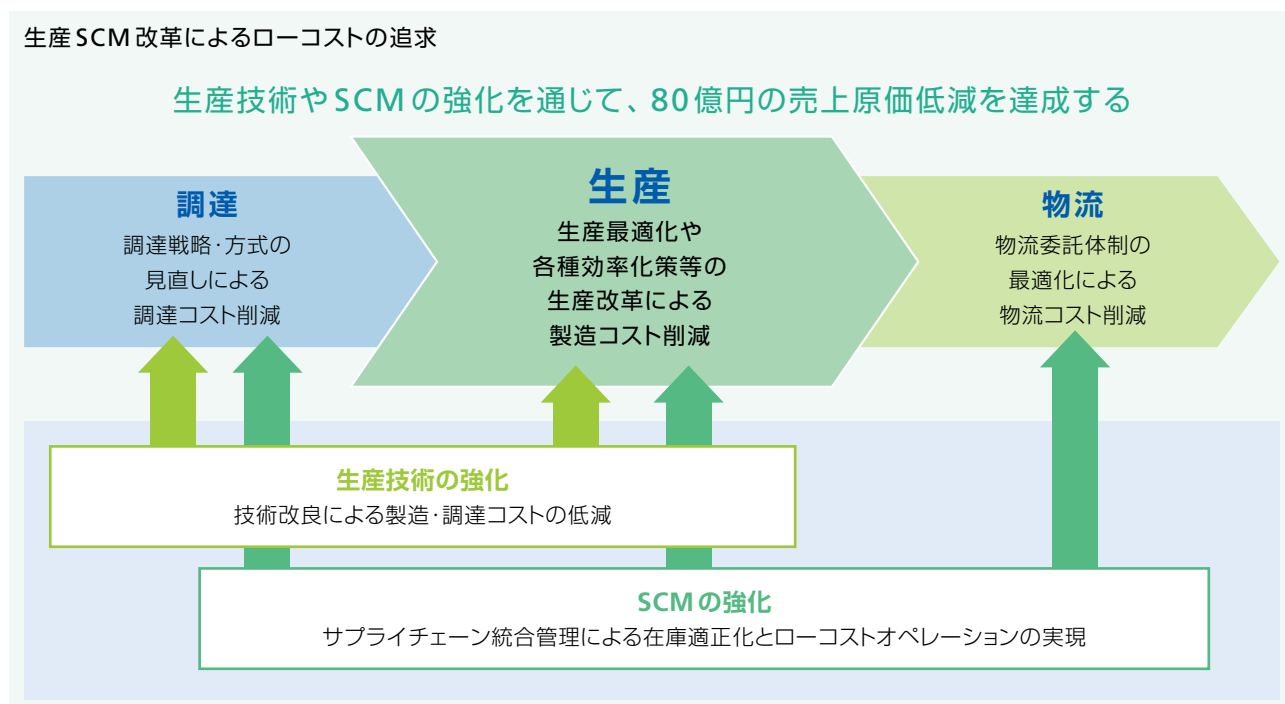 生産SCM改革によるローコストの追求
生産技術やSCMの強化を通じて、80億円の売上原価低減を達成する
調達
調達戦略・方式の
見直しによる
調達コスト削減
生産
生産最適化や
各種効率化策等の
生産改革による
製造コスト削減
物流
物流委託体制の
最適化による
物流コスト削減
生産技術の強化
技術改良による製造・調達コストの低減
SCMの強化
サプライチェーン統合管理による在庫適正化とローコストオペレーションの実現